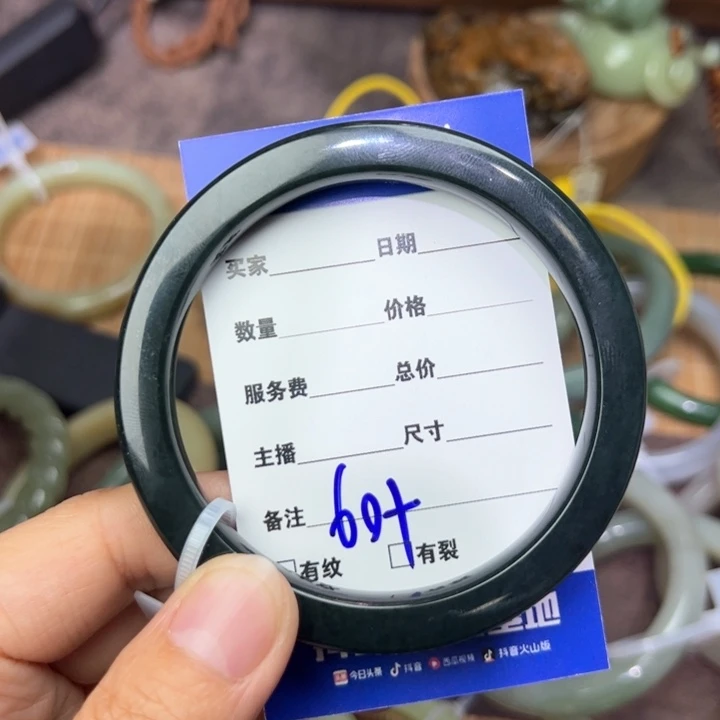 买家 日期
数量 价格
服务费 总价
主播 尺寸
备注 60+
有纹 有裂
今日头条 抖音 西瓜视频 抖音火山版